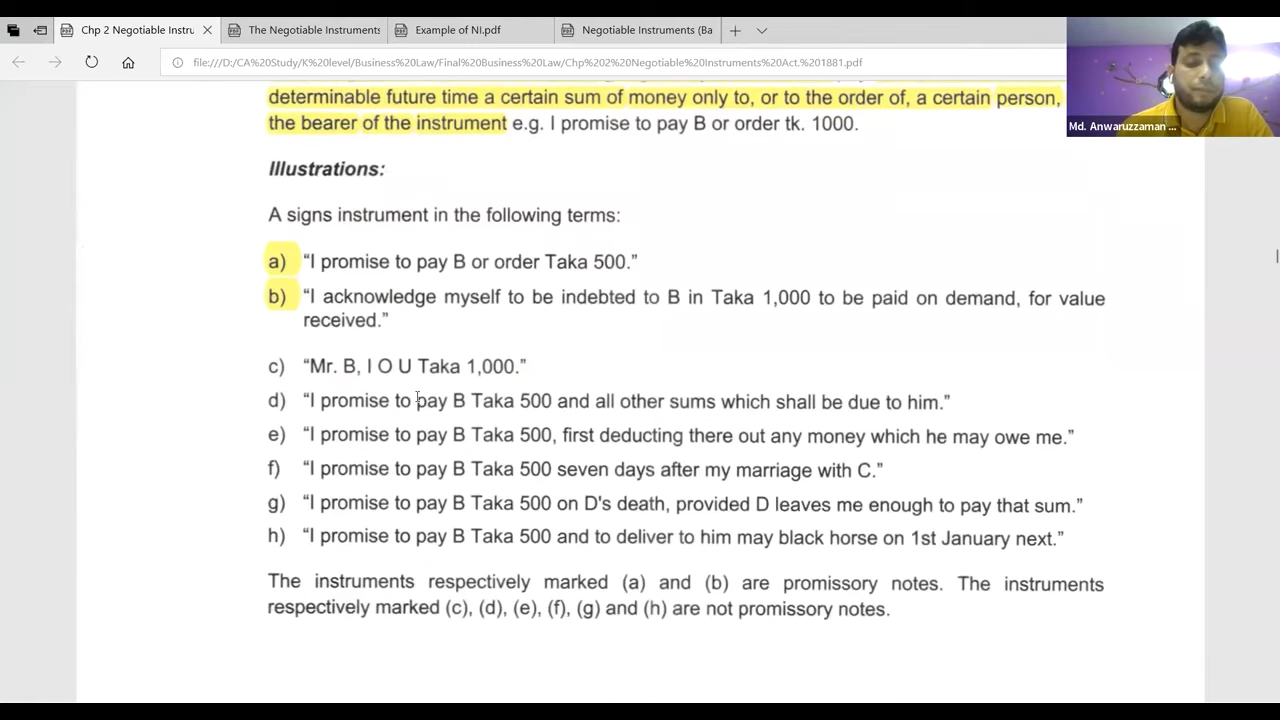 Chp 2 Negotiable Instru
The Negotiable Instruments
Example of NI.pdf
Negotiable Instruments (Ba
file:///D:/CA%20Study/K%20level/Business%20Law/Final%20Business%20Law/Chp%202%20Negotiable%20Instruments%20Act.%201881.pdf
Md. Anwaruzzaman ...
determinable future time a certain sum of money only to, or to the order of, a certain person,
the bearer of the instrument e.g. I promise to pay B or order tk. 1000.
Illustrations:
A signs instrument in the following terms:
a) “I promise to pay B or order Taka 500.”
b) “I acknowledge myself to be indebted to B in Taka 1,000 to be paid on demand, for value
received.”
c) “Mr. B, I O U Taka 1,000.”
d) “I promise to pay B Taka 500 and all other sums which shall be due to him.”
e) “I promise to pay B Taka 500, first deducting there out any money which he may owe me.”
f) “I promise to pay B Taka 500 seven days after my marriage with C.”
g) “I promise to pay B Taka 500 on D's death, provided D leaves me enough to pay that sum.”
h) “I promise to pay B Taka 500 and to deliver to him may black horse on 1st January next.”
The instruments respectively marked (a) and (b) are promissory notes. The instruments
respectively marked (c), (d), (e), (f), (g) and (h) are not promissory notes.